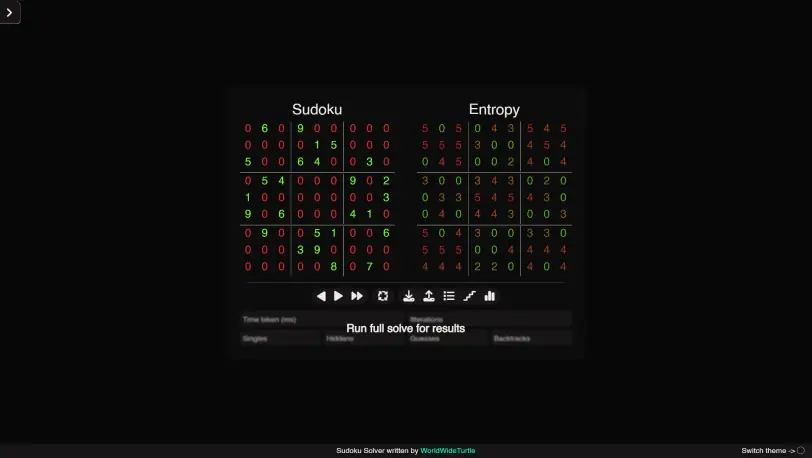 Sudoku Entropy
0 6 0 9 0 0 0 0 0 5 0 5 0 4 3 5 4 5
0 0 0 0 1 5 0 0 0 5 5 5 3 0 0 4 5 4
5 0 0 6 4 0 0 3 0 0 4 5 0 0 2 4 0 4
0 5 4 0 0 0 9 0 2 3 0 0 3 4 3 0 2 0
1 0 0 0 0 0 0 0 3 0 3 3 5 4 5 4 3 0
9 0 6 0 0 0 4 1 0 0 4 0 4 4 3 0 0 3
0 9 0 0 5 1 0 0 6 5 0 4 3 0 0 3 3 0
0 0 0 3 9 0 0 0 0 5 5 5 0 0 4 4 4 4
0 0 0 0 0 8 0 7 0 4 4 4 2 2 0 4 0 4
Time taken (ms) Itterations
Run full solve for results
Singles Hiddens Guesses Backtracks
Sudoku Solver written by WorldWideTurtle
Switch theme ->